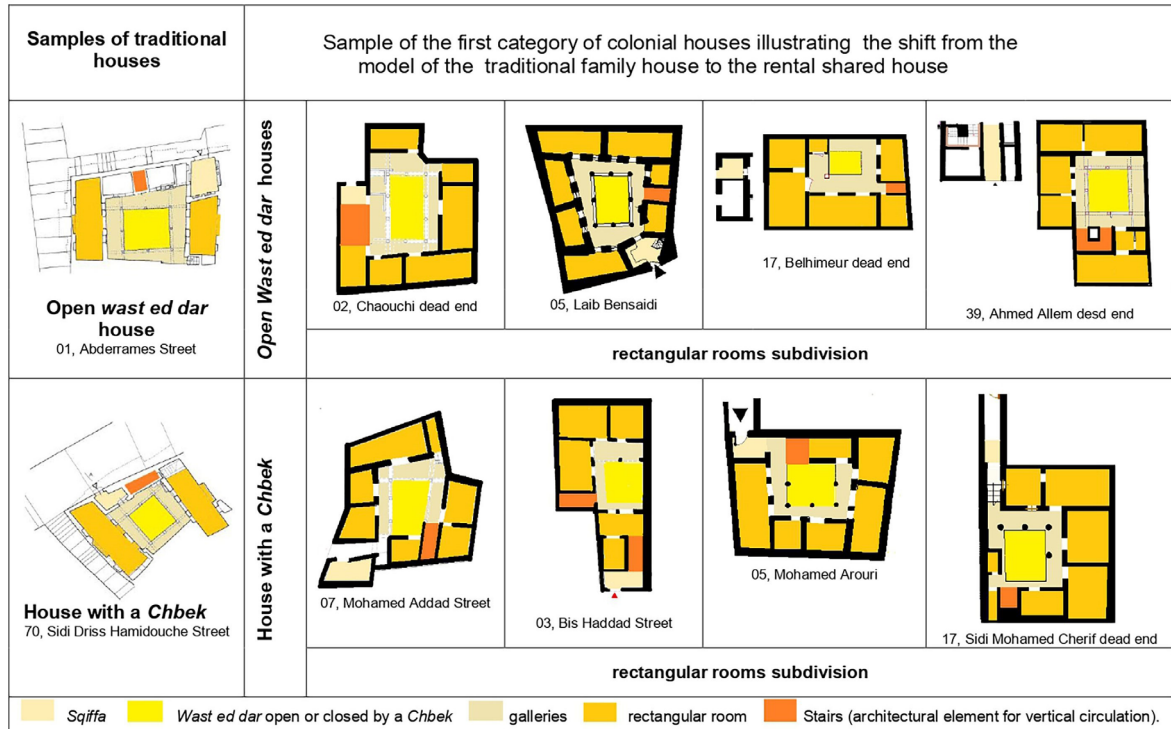 Samples of traditional
houses
Sample of the first category of colonial houses illustrating the shift from the
model of the traditional family house to the rental shared house
Open wast ed dar
house
01, Abderrames Street
Open Wast ed dar houses
02, Chaouchi dead end
05, Laib Bensaidi
17, Belhimeur dead end
39, Ahmed Allem desd end
rectangular rooms subdivision
House with a Chbek
70, Sidi Driss Hamidouche Street
House with a Chbek
07, Mohamed Addad Street
03, Bis Haddad Street
05, Mohamed Arouri
17, Sidi Mohamed Cherif dead end
rectangular rooms subdivision
Sqiffa
Wast ed dar open or closed by a Chbek
galleries
rectangular room
Stairs (architectural element for vertical circulation).